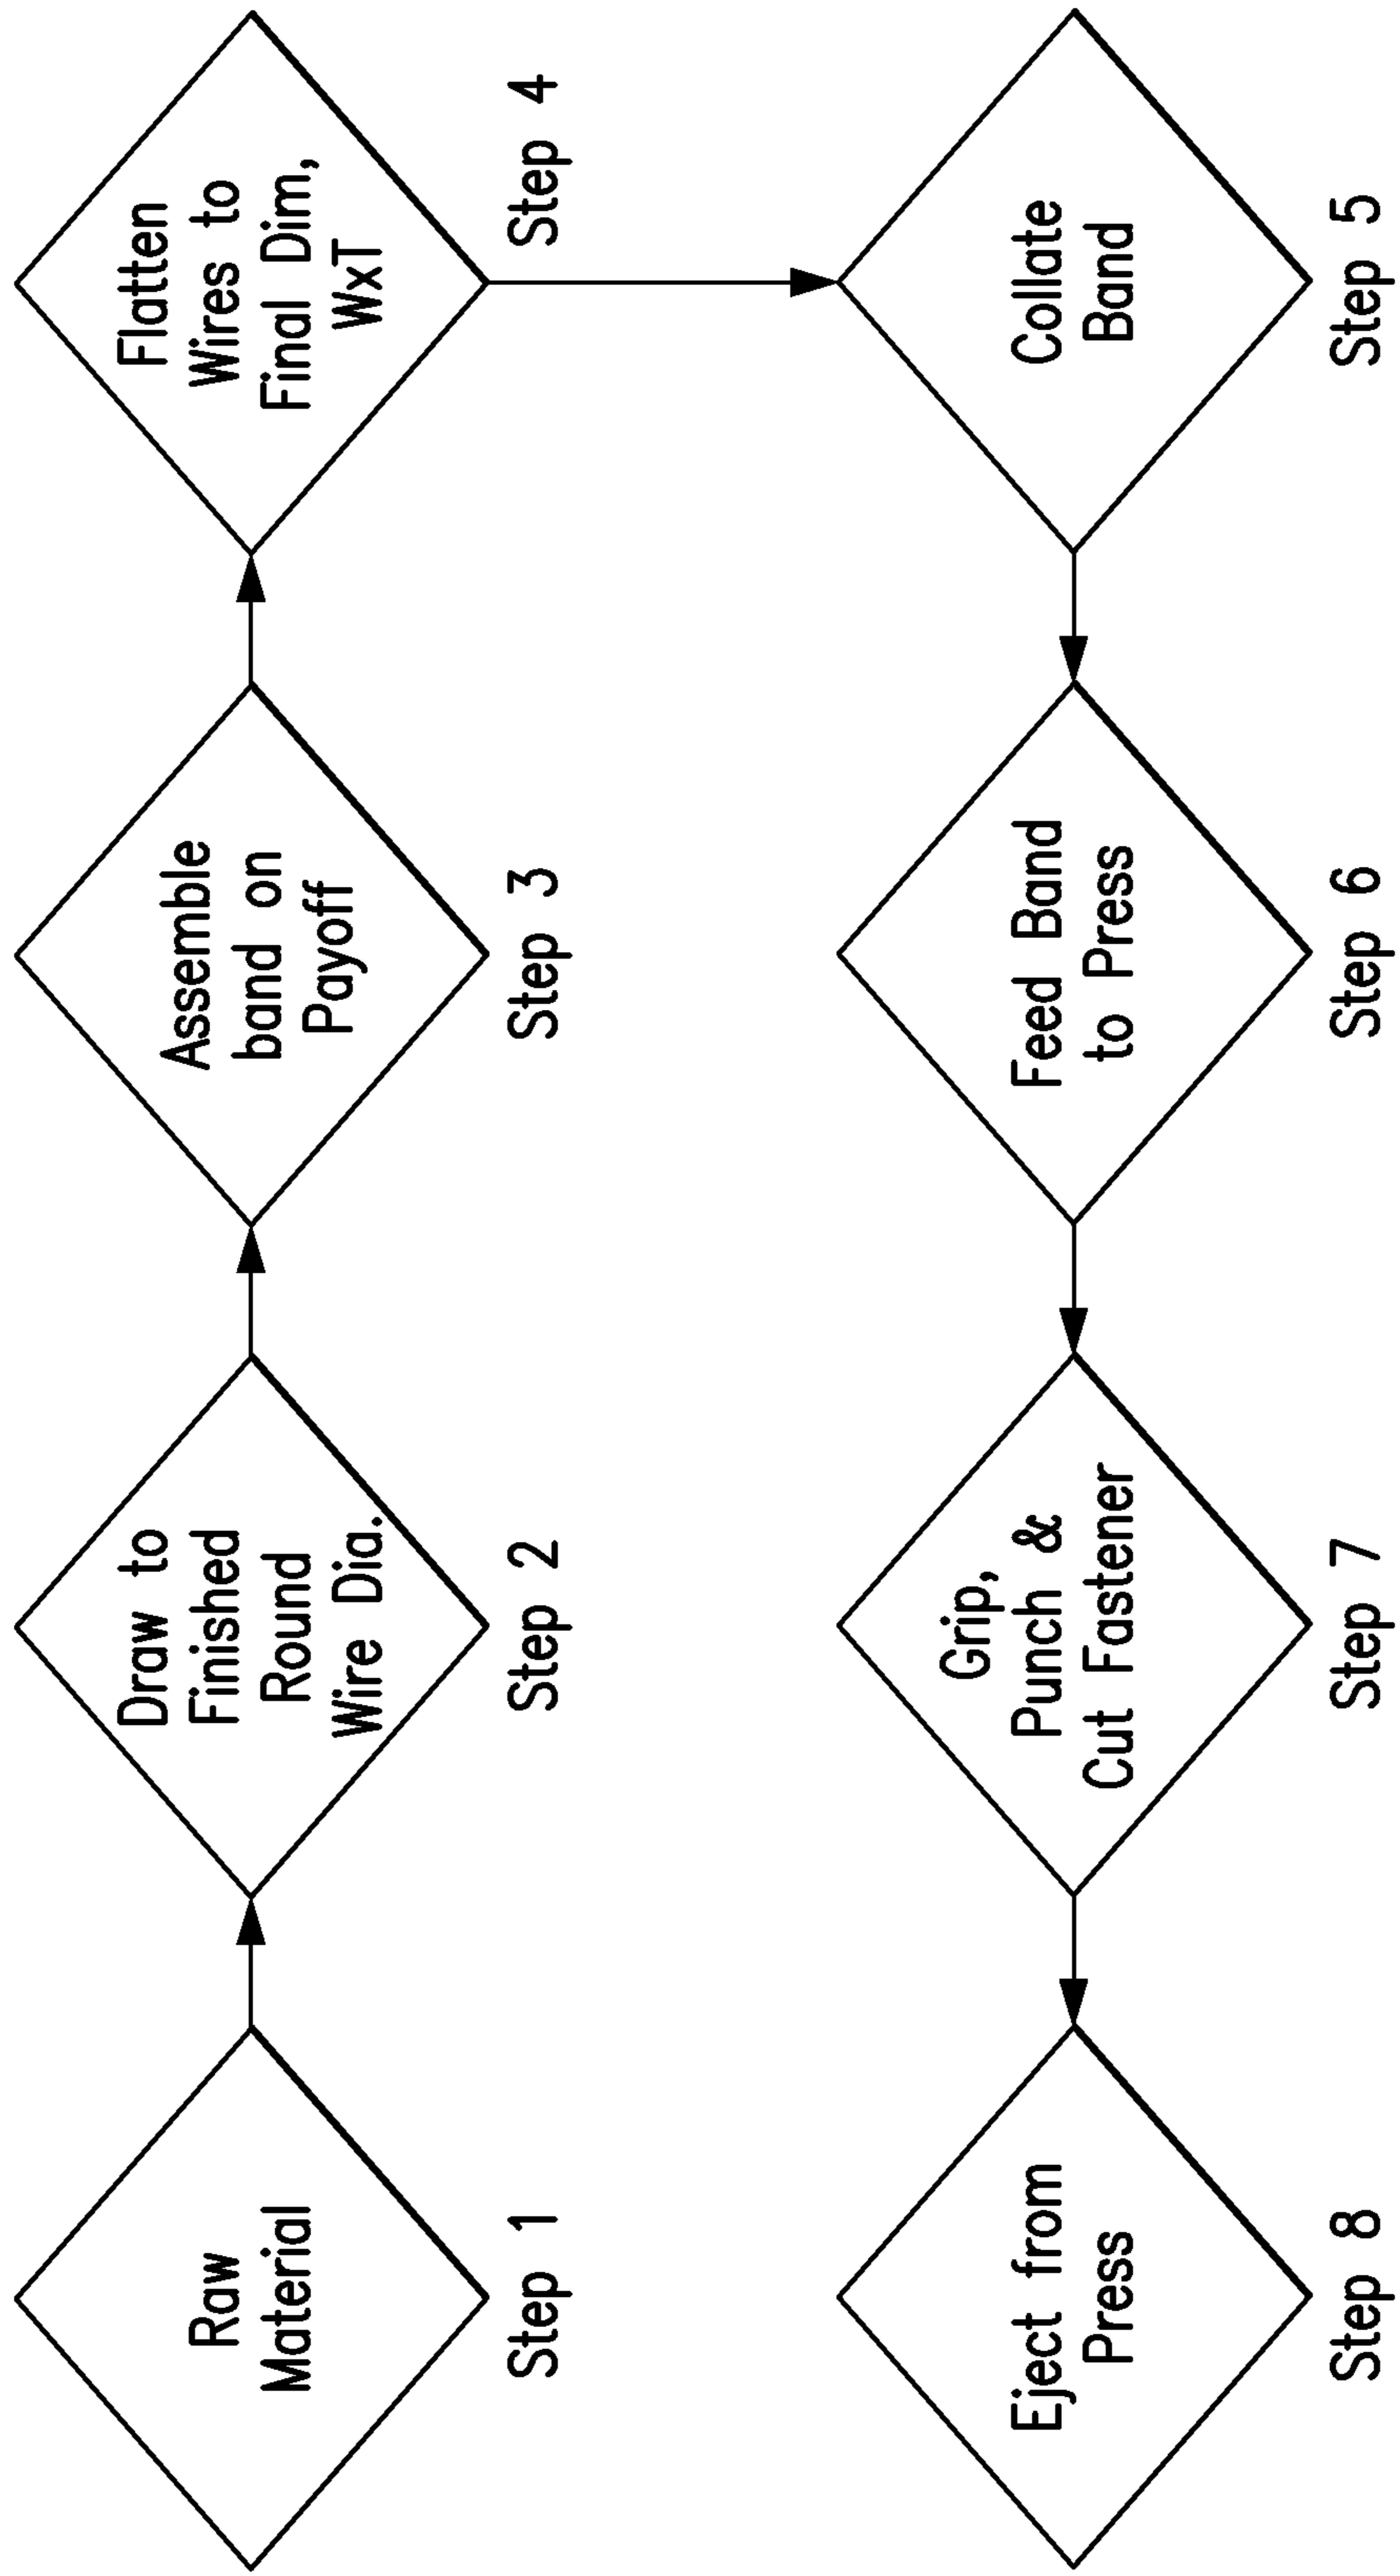 Raw
Material
Step 1
Draw to
Finished
Round
Wire Dia.
Step 2
Assemble
band on
Payoff
Step 3
Flatten
Wires to
Final Dim,
WxT
Step 4
Collate
Band
Step 5
Feed Band
to Press
Step 6
Grip,
Punch &
Cut Fastener
Step 7
Eject from
Press
Step 8